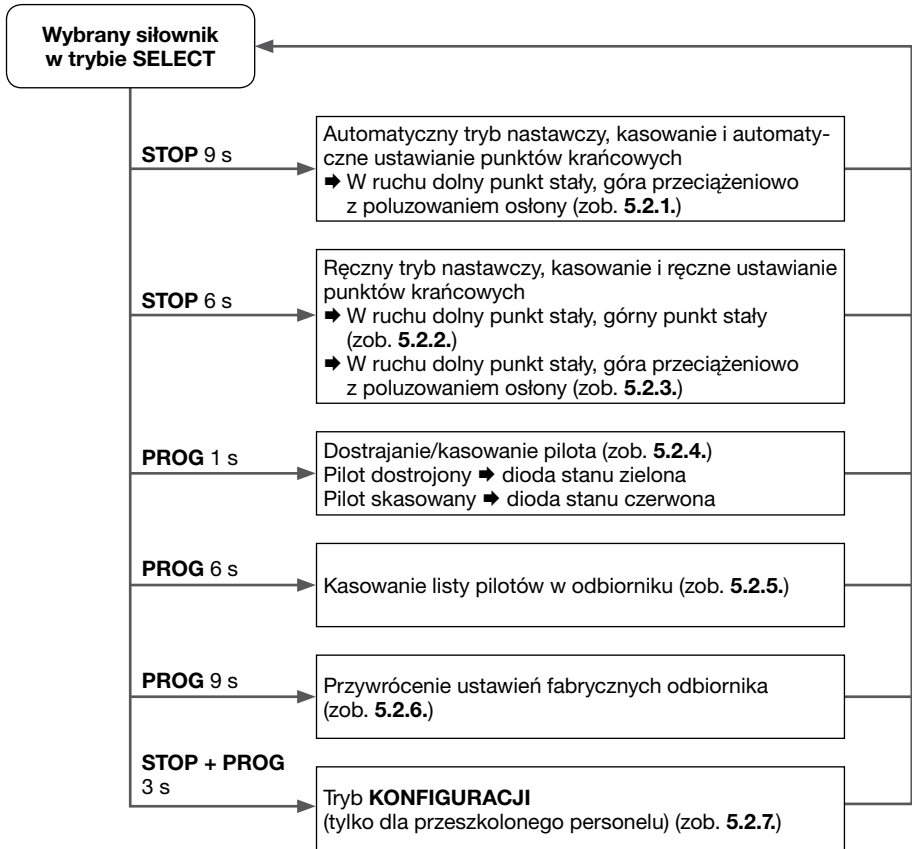 Wybrany siłownik
w trybie SELECT
STOP 9 s
Automatyczny tryb nastawczy, kasowanie i automaty-
czne ustawianie punktów krańcowych
➡ W ruchu dolny punkt stały, góra przeciążeniowo
z poluzowaniem osłony (zob. 5.2.1.)
STOP 6 s
Ręczny tryb nastawczy, kasowanie i ręczne ustawianie
punktów krańcowych
➡ W ruchu dolny punkt stały, górny punkt stały
(zob. 5.2.2.)
➡ W ruchu dolny punkt stały, góra przeciążeniowo
z poluzowaniem osłony (zob. 5.2.3.)
PROG 1 s
Dostrajanie/kasowanie pilota (zob. 5.2.4.)
Pilot dostrojony ➡ dioda stanu zielona
Pilot skasowany ➡ dioda stanu czerwona
PROG 6 s
Kasowanie listy pilotów w odbiorniku (zob. 5.2.5.)
PROG 9 s
Przywrócenie ustawień fabrycznych odbiornika
(zob. 5.2.6.)
STOP + PROG
3 s
Tryb KONFIGURACJI
(tylko dla przeszkolonego personelu) (zob. 5.2.7.)